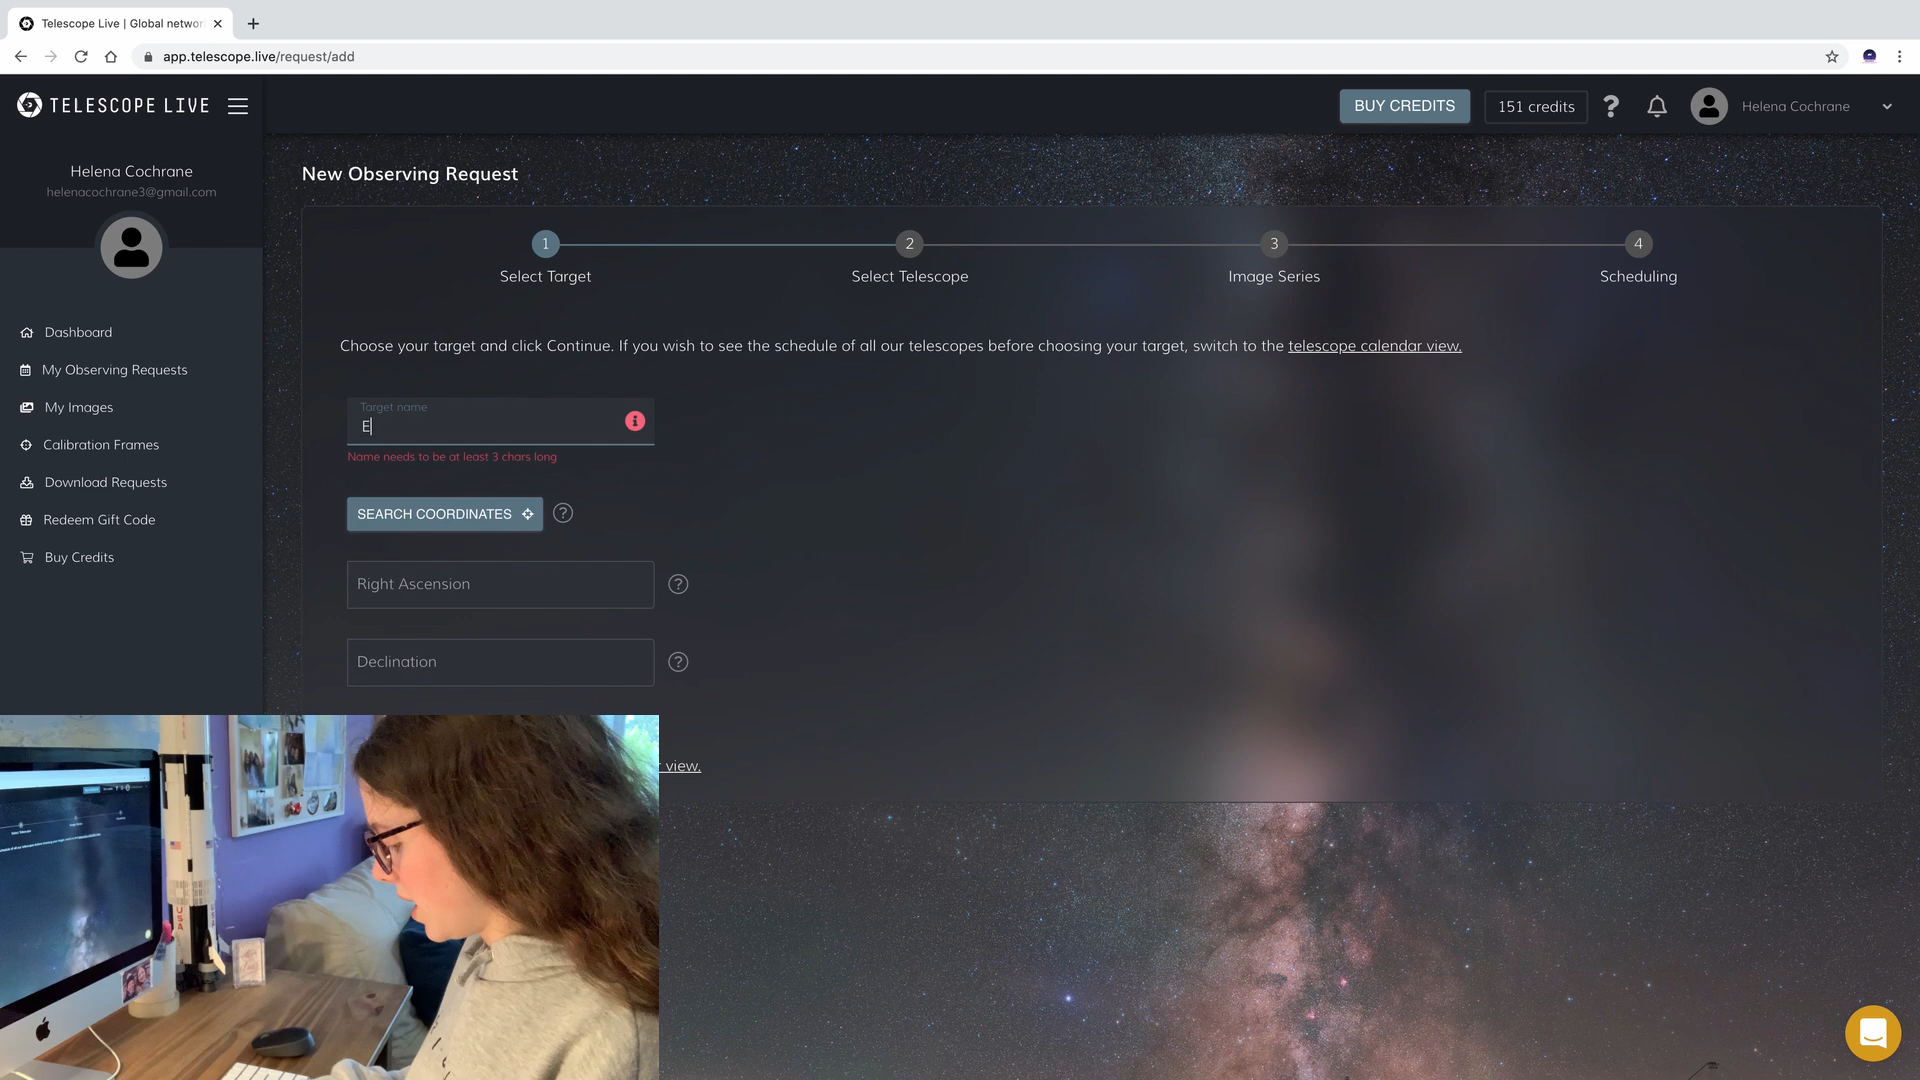 Telescope Live | Global networ
app.telescope.live/request/add
TELESCOPE LIVE
BUY CREDITS
151 credits
Helena Cochrane
Helena Cochrane
helenacochrane3@gmail.com
New Observing Request
1
2
3
4
Select Target
Select Telescope
Image Series
Scheduling
Dashboard
My Observing Requests
My Images
Calibration Frames
Download Requests
Redeem Gift Code
Buy Credits
Choose your target and click Continue. If you wish to see the schedule of all our telescopes before choosing your target, switch to the telescope calendar view.
Target name
E
Name needs to be at least 3 chars long
SEARCH COORDINATES
Right Ascension
Declination
view.
USA